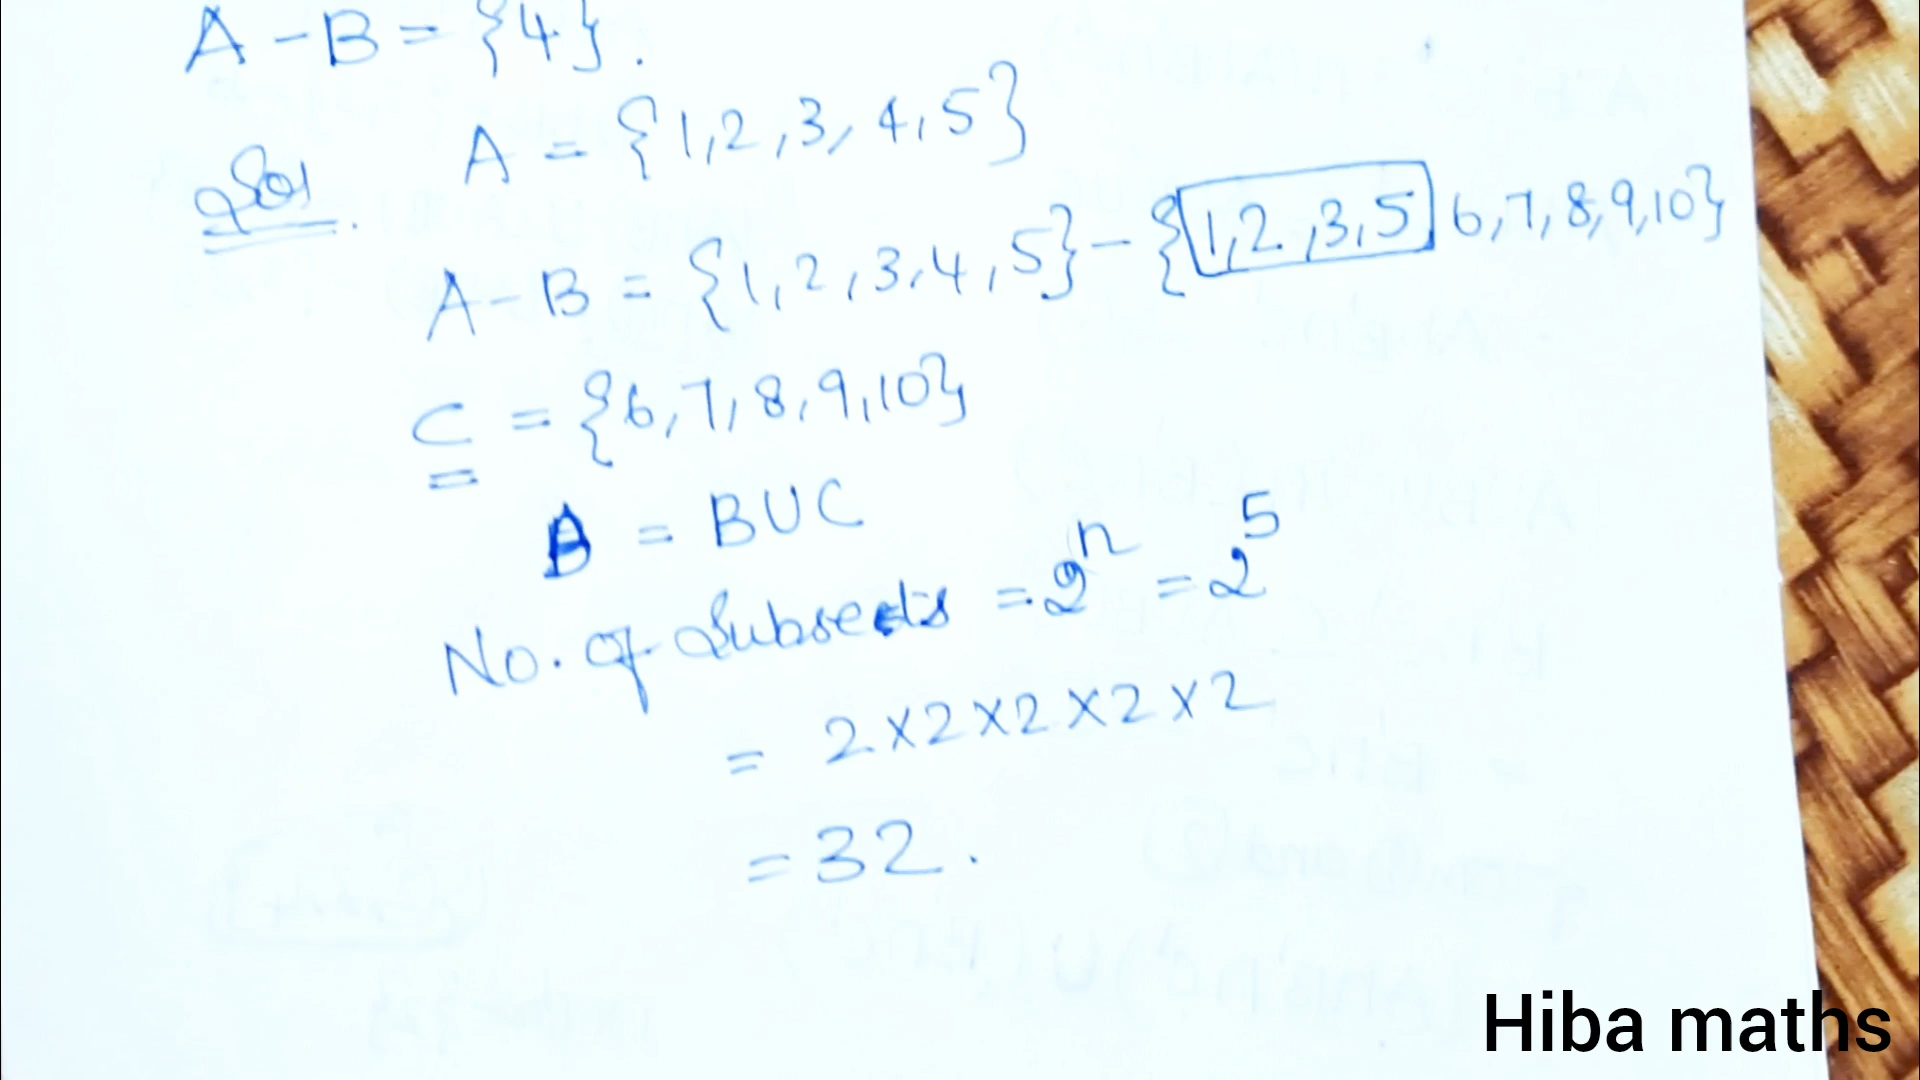 A - B = {4}.
Sol.
A = {1,2,3,4,5}
A - B = {1,2,3,4,5} - {1,2,3,5,6,7,8,9,10}
C = {6,7,8,9,10}
B = BUC
No. of Subsets = 2ⁿ = 2⁵
= 2×2×2×2×2
= 32.
Hiba maths